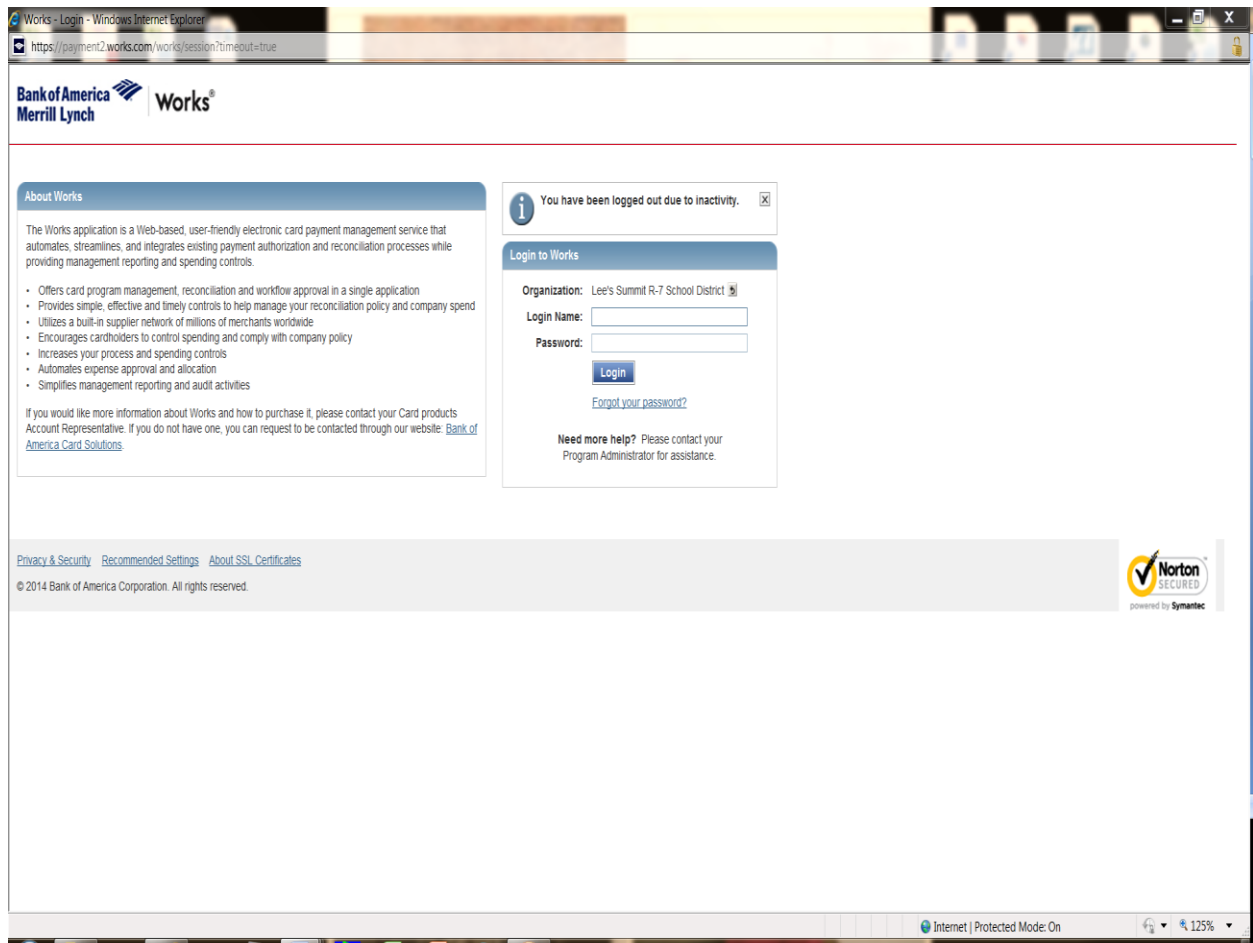 Works - Login - Windows Internet Explorer
https://payment2.works.com/works/session?timeout=true
Bank of America
Merrill Lynch
Works®
About Works
The Works application is a Web-based, user-friendly electronic card payment management service that
automates, streamlines, and integrates existing payment authorization and reconciliation processes while
providing management reporting and spending controls.
• Offers card program management, reconciliation and workflow approval in a single application
• Provides simple, effective and timely controls to help manage your reconciliation policy and company spend
• Utilizes a built-in supplier network of millions of merchants worldwide
• Encourages cardholders to control spending and comply with company policy
• Increases your process and spending controls
• Automates expense approval and allocation
• Simplifies management reporting and audit activities
If you would like more information about Works and how to purchase it, please contact your Card products
Account Representative. If you do not have one, you can request to be contacted through our website: Bank of
America Card Solutions.
You have been logged out due to inactivity.
Login to Works
Organization: Lee's Summit R-7 School District
Login Name:
Password:
Login
Forgot your password?
Need more help? Please contact your
Program Administrator for assistance.
Privacy & Security Recommended Settings About SSL Certificates
© 2014 Bank of America Corporation. All rights reserved.
Norton
SECURED
powered by Symantec
Internet | Protected Mode: On
125%